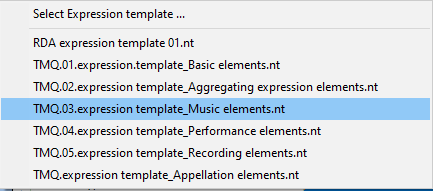 Select Expression template ...
RDA expression template 01.nt
TMQ.01.expression.template_Basic elements.nt
TMQ.02.expression template_Aggregating expression elements.nt
TMQ.03.expression template_Music elements.nt
TMQ.04.expression template_Performance elements.nt
TMQ.05.expression template_Recording elements.nt
TMQ.expression template_Appellation elements.nt